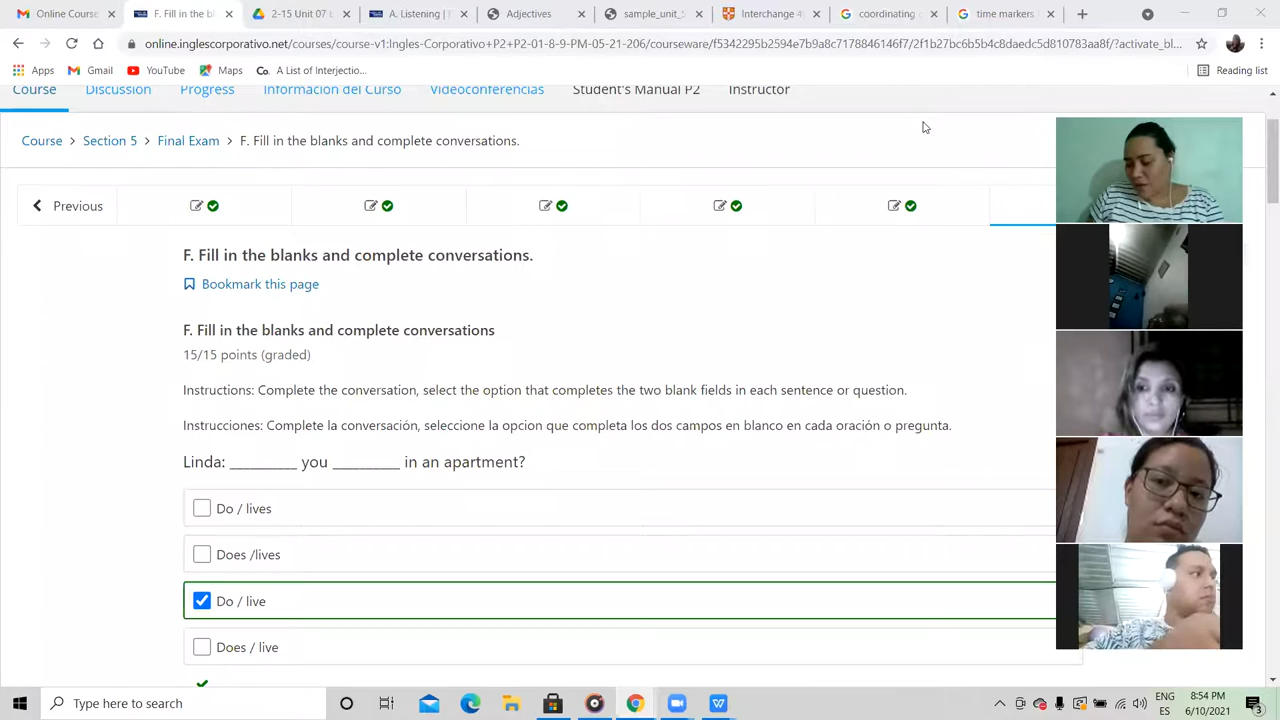 F. Fill in the bl
2-15 Unit 07 b
A. Listening |
Adjectives
sample_unit_
Interchange 4
coordinating c
time markers
online.inglescorporativo.net/courses/course-v1:Ingles-Corporativo+P2+P2-U6-8-9-PM-05-21-206/courseware/f5342295b2594e7b9a8c7178846146f7/2f1b27bc6b5b4c8daedc5d810783aa8f/?activate_bl...
Apps
Gmail
YouTube
Maps
Co. A List of Interjectio...
Reading list
Course
Discussion
Progress
Información del Curso
Videoconferencias
Student's Manual P2
Instructor
Course > Section 5 > Final Exam > F. Fill in the blanks and complete conversations.
Previous
F. Fill in the blanks and complete conversations.
Bookmark this page
F. Fill in the blanks and complete conversations
15/15 points (graded)
Instructions: Complete the conversation, select the option that completes the two blank fields in each sentence or question.
Instrucciones: Complete la conversación, seleccione la opcion que completa los dos campos en blanco en cada oración o pregunta.
Linda: _________ you _________ in an apartment?
Do / lives
Does /lives
Do / live
Does / live
Type here to search
ENG
ES
8:54 PM
6/10/2021
3